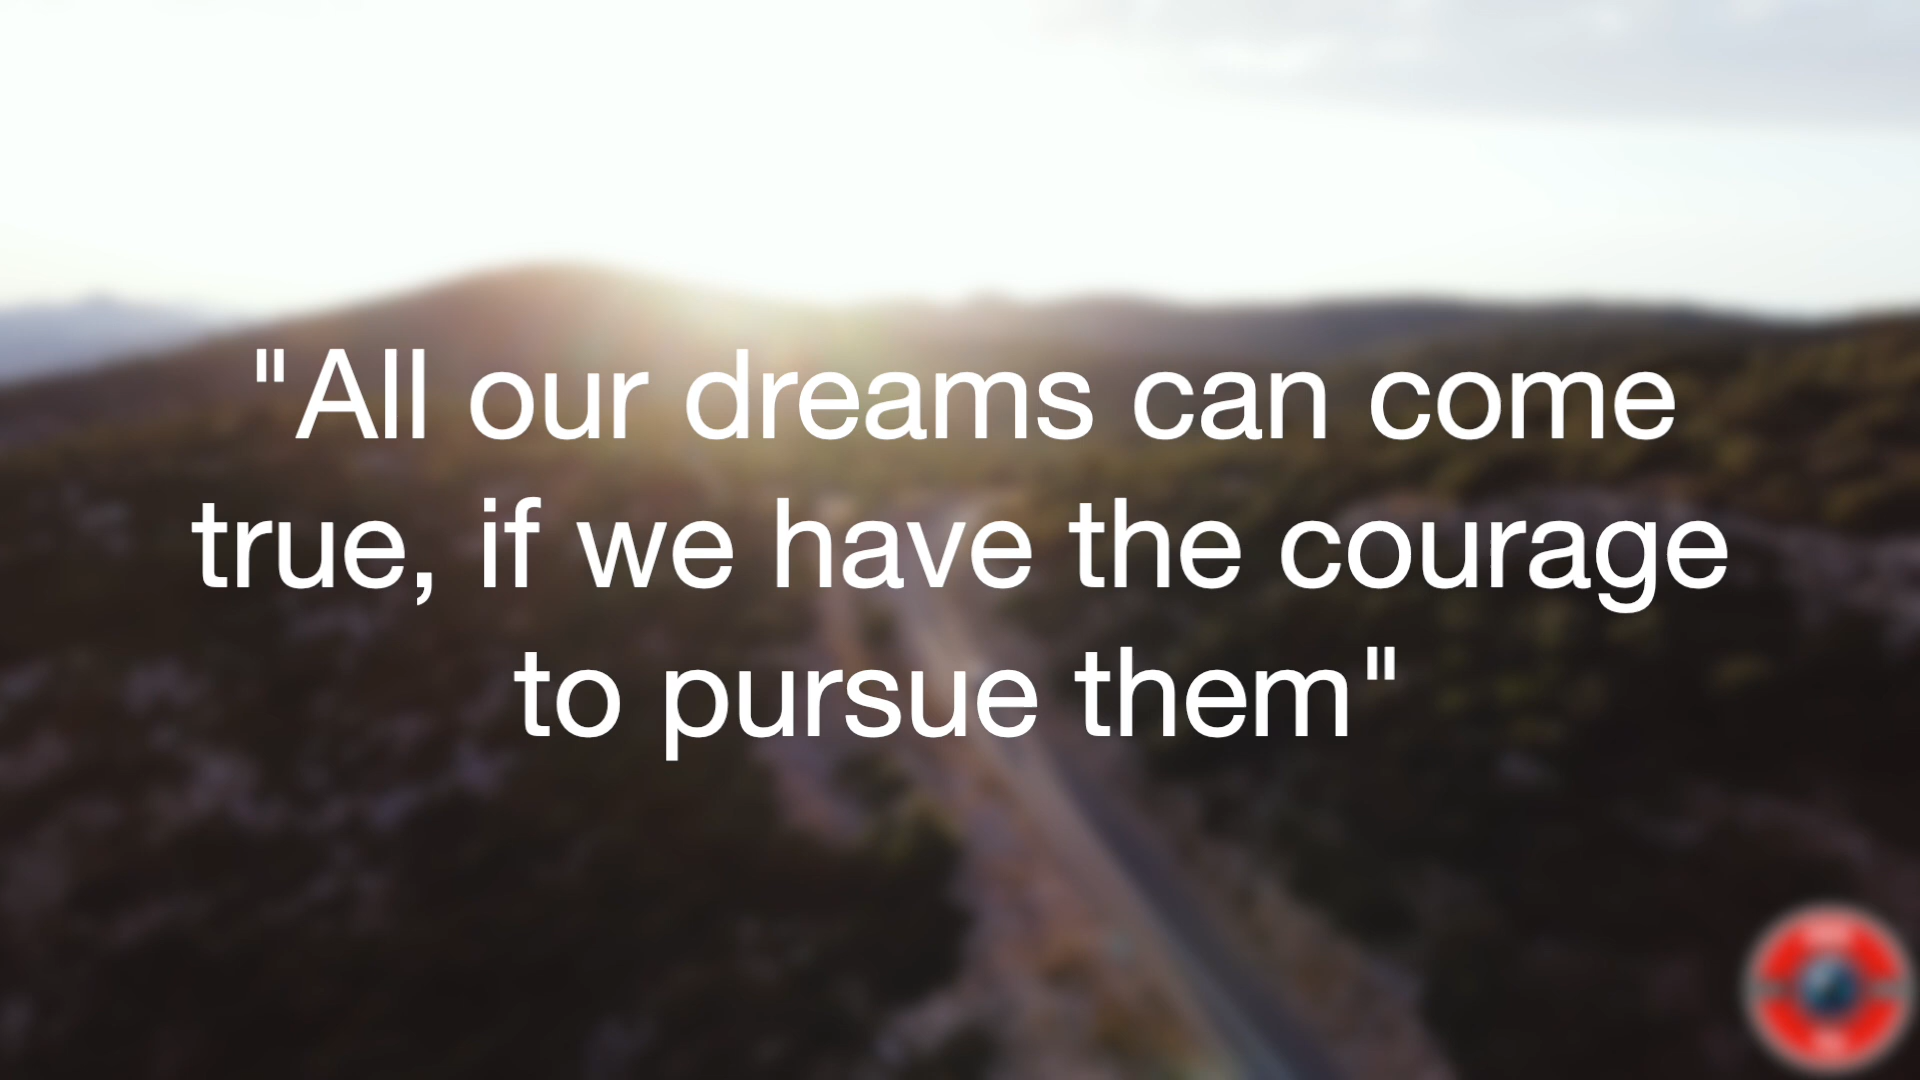 "All our dreams can come
true, if we have the courage
to pursue them"